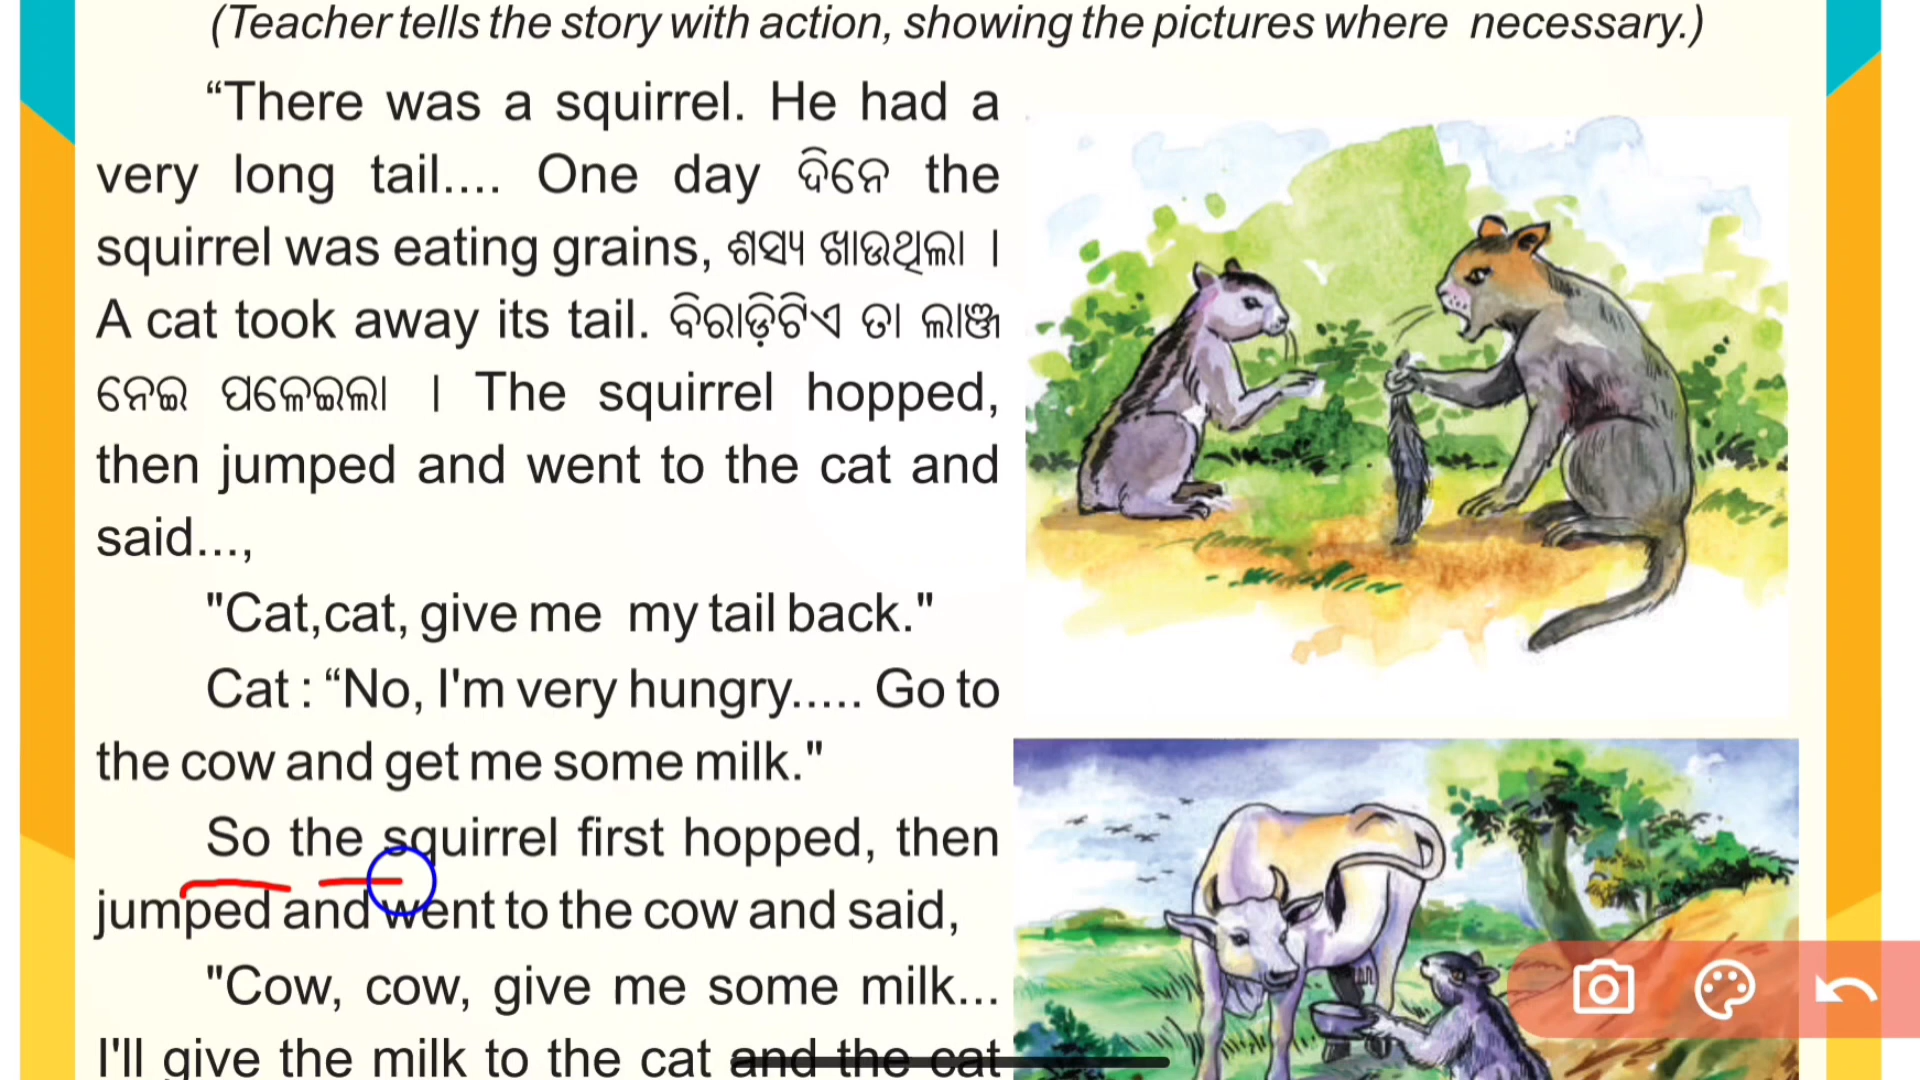 (Teacher tells the story with action, showing the pictures where necessary.)
“There was a squirrel. He had a
very long tail.... One day ଦିନେ the
squirrel was eating grains, ଶସ୍ୟ ଖାଉଥିଲା ।
A cat took away its tail. ବିରାଡ଼ିଟିଏ ତା ଲାଞ୍ଜ
ନେଇ ପଳେଇଲା । The squirrel hopped,
then jumped and went to the cat and
said...,
"Cat,cat, give me my tail back."
Cat : “No, I'm very hungry..... Go to
the cow and get me some milk."
So the squirrel first hopped, then
jumped and went to the cow and said,
"Cow, cow, give me some milk...
I'll give the milk to the cat and the cat